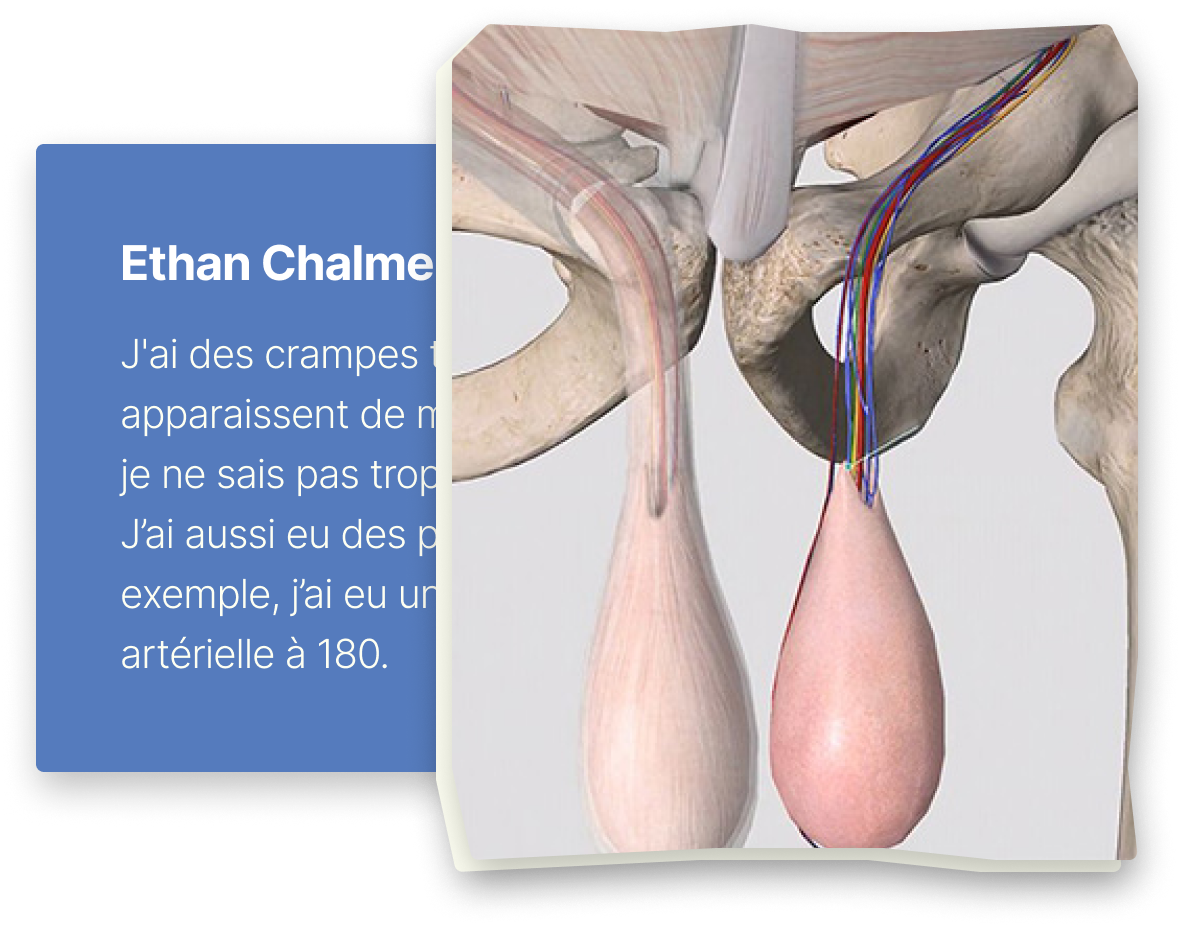 Ethan Chalme
J'ai des crampes t
apparaissent de m
je ne sais pas trop
J’ai aussi eu des p
exemple, j’ai eu un
artérielle à 180.